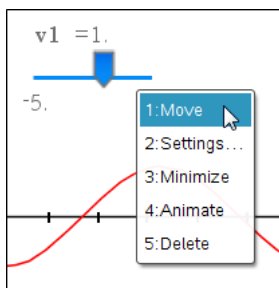 v1 =1.
-5.
1:Move
2:Settings...
3:Minimize
4:Animate
5:Delete